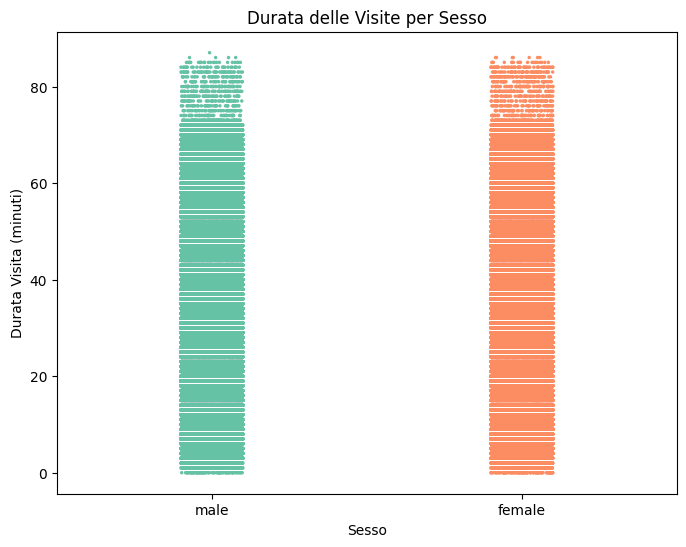 Durata delle Visite per Sesso
Durata Visita (minuti)
80
60
40
20
0
male
female
Sesso